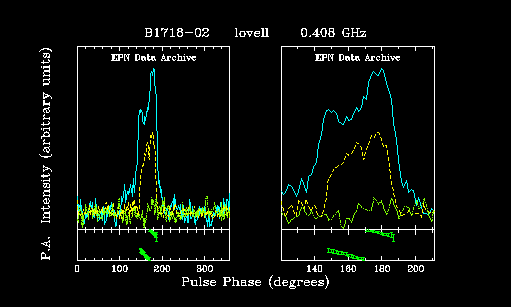 B1718-02 lovell 0.408 GHz
EPN Data Archive EPN Data Archive
P.A. Intensity (arbitrary units)
0 100 200 300 140 160 180 200
Pulse Phase (degrees)